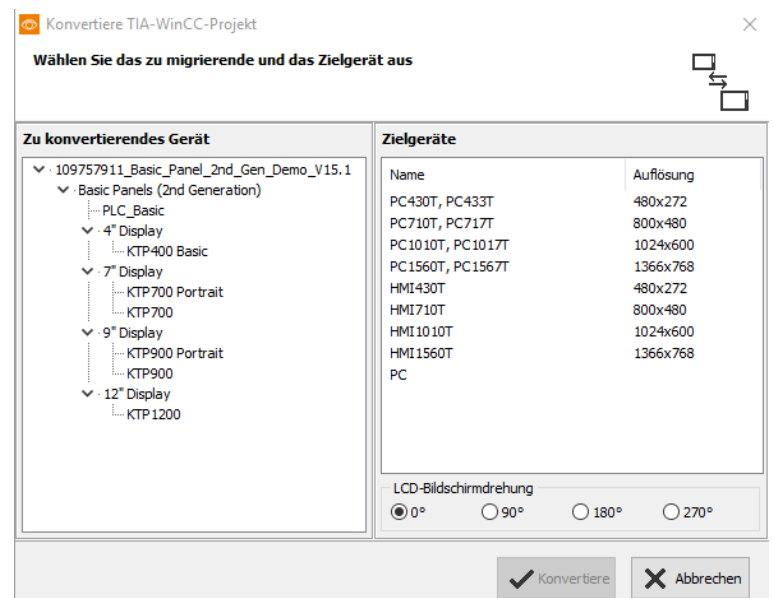 Konvertiere TIA-WinCC-Projekt
Wählen Sie das zu migrierende und das Zielgerät aus
Zu konvertierendes Gerät
109757911_Basic_Panel_2nd_Gen_Demo_V15.1
Basic Panels (2nd Generation)
PLC_Basic
4" Display
KTP400 Basic
7" Display
KTP700 Portrait
KTP700
9" Display
KTP900 Portrait
KTP900
12" Display
KTP1200
Zielgeräte
Name Auflösung
PC430T, PC433T 480x272
PC710T, PC717T 800x480
PC1010T, PC1017T 1024x600
PC1560T, PC1567T 1366x768
HMI430T 480x272
HMI710T 800x480
HMI1010T 1024x600
HMI1560T 1366x768
PC
LCD-Bildschirmdrehung
0° 90° 180° 270°
Konvertiere Abbrechen